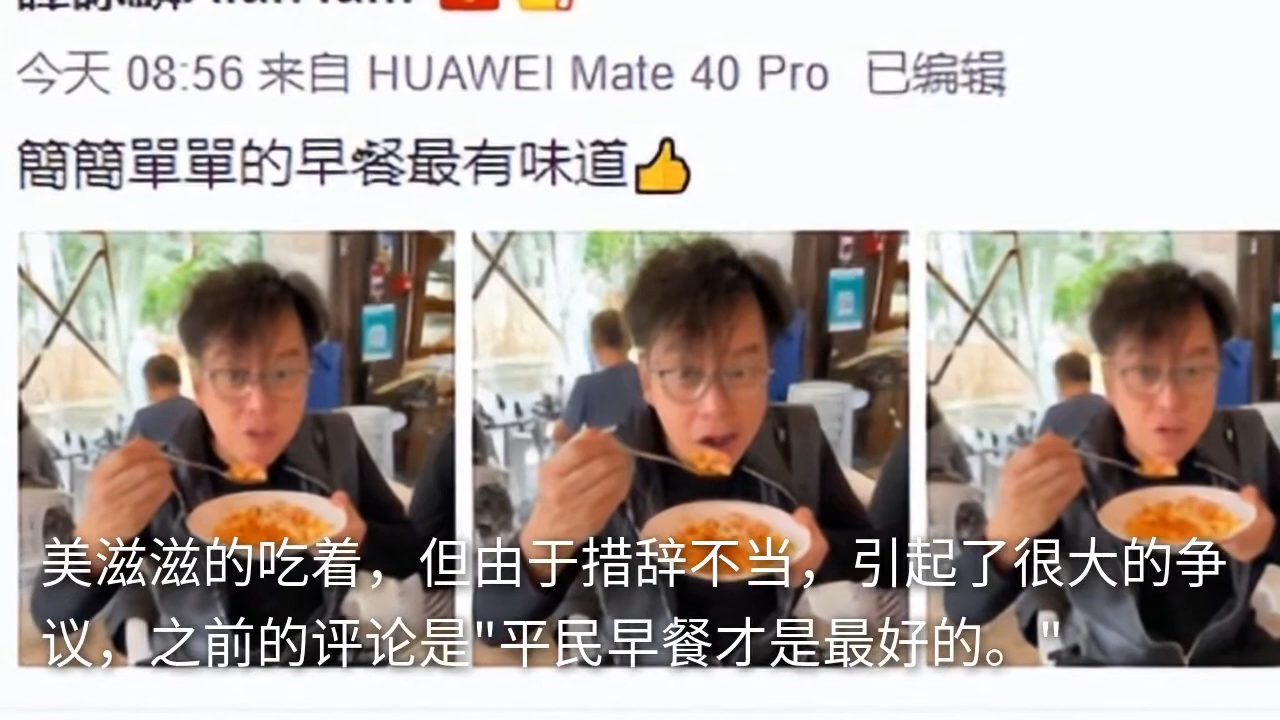 今天 08:56 来自 HUAWEI Mate 40 Pro 已编辑
簡簡單單的早餐最有味道👍
美滋滋的吃着，但由于措辞不当，引起了很大的争
议，之前的评论是"平民早餐才是最好的。"